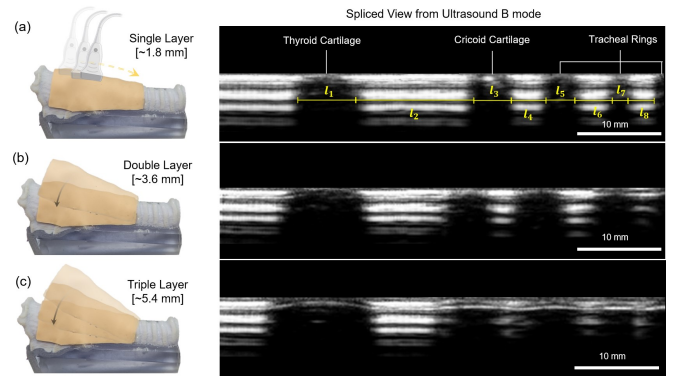 Spliced View from Ultrasound B mode
(a)
Single Layer
[~1.8 mm]
Thyroid Cartilage
Cricoid Cartilage
Tracheal Rings
l1
l2
l3
l4
l5
l6
l7
l8
10 mm
(b)
Double Layer
[~3.6 mm]
10 mm
(c)
Triple Layer
[~5.4 mm]
10 mm